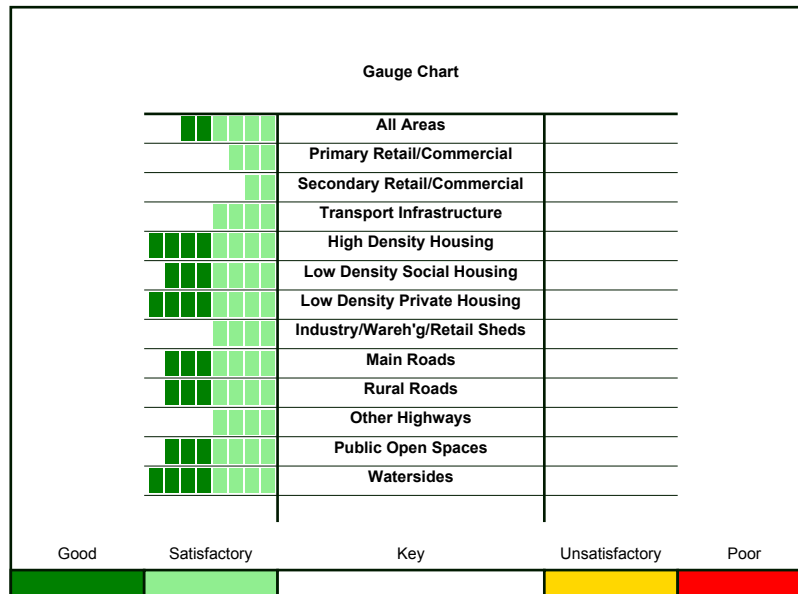 Gauge Chart
All Areas
Primary Retail/Commercial
Secondary Retail/Commercial
Transport Infrastructure
High Density Housing
Low Density Social Housing
Low Density Private Housing
Industry/Wareh'g/Retail Sheds
Main Roads
Rural Roads
Other Highways
Public Open Spaces
Watersides
Good Satisfactory Key Unsatisfactory Poor